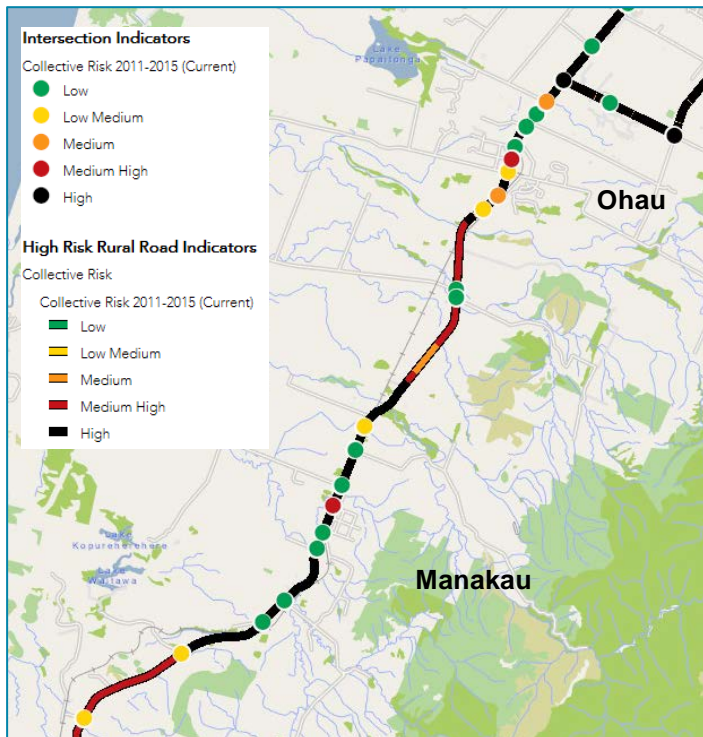 Intersection Indicators
Collective Risk 2011-2015 (Current)
Low
Low Medium
Medium
Medium High
High
High Risk Rural Road Indicators
Collective Risk
Collective Risk 2011-2015 (Current)
Low
Low Medium
Medium
Medium High
High
Lake
Papaitonga
Ohau
Lake
Kopureherehere
Lake
Waitawa
Manakau